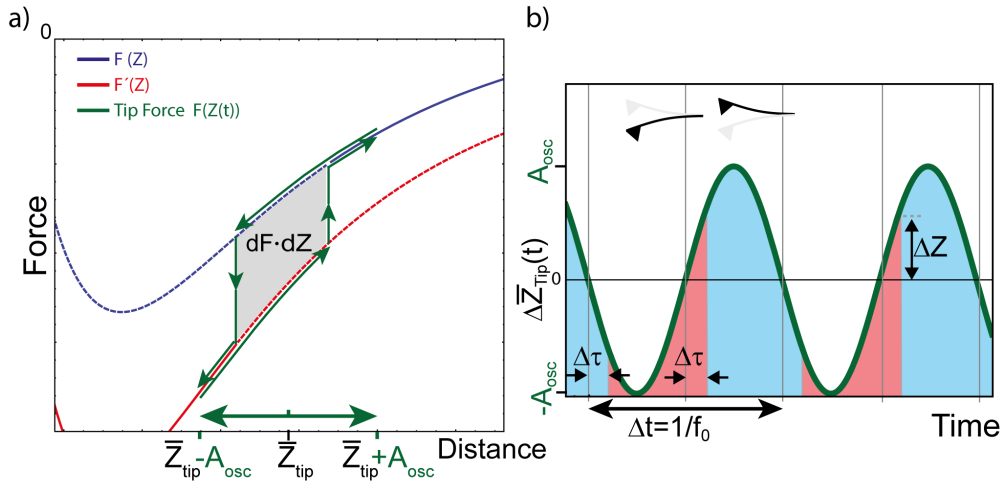 a)
0
F (Z)
F´(Z)
Tip Force F(Z(t))
dF·dZ
Force
Z̅tip-Aosc
Z̅tip
Z̅tip+Aosc
Distance
b)
Aosc
0
-Aosc
ΔZ̅Tip(t)
ΔZ
Δτ
Δτ
Δt=1/f0
Time